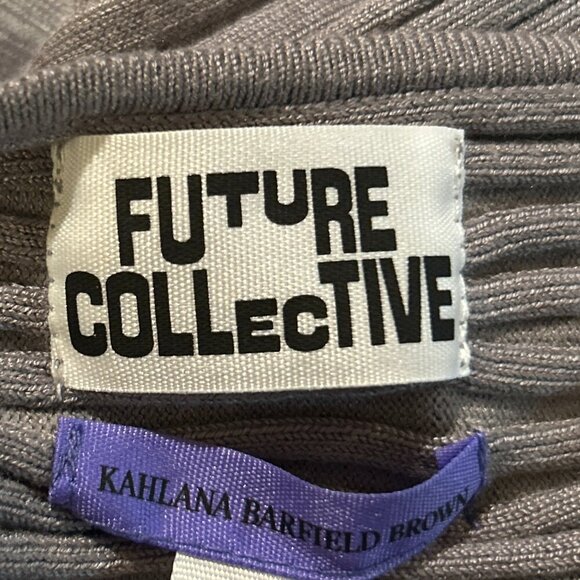 FUTURE
COLLECTIVE
KAHLANA BARFIELD BROWN